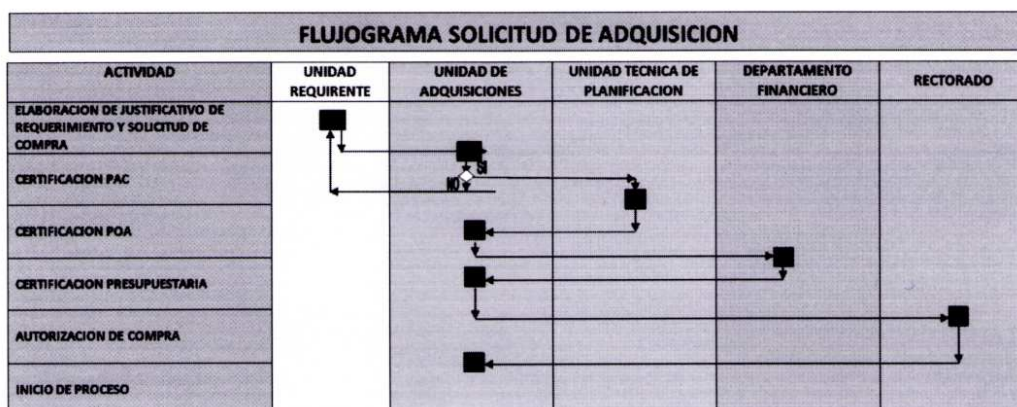 FLUJOGRAMA SOLICITUD DE ADQUISICION
ACTIVIDAD
UNIDAD
REQUIRENTE
UNIDAD DE
ADQUISICIONES
UNIDAD TECNICA DE
PLANIFICACION
DEPARTAMENTO
FINANCIERO
RECTORADO
ELABORACION DE JUSTIFICATIVO DE
REQUERIMIENTO Y SOLICITUD DE
COMPRA
CERTIFICACION PAC
SI
NO
CERTIFICACION POA
CERTIFICACION PRESUPUESTARIA
AUTORIZACION DE COMPRA
INICIO DE PROCESO